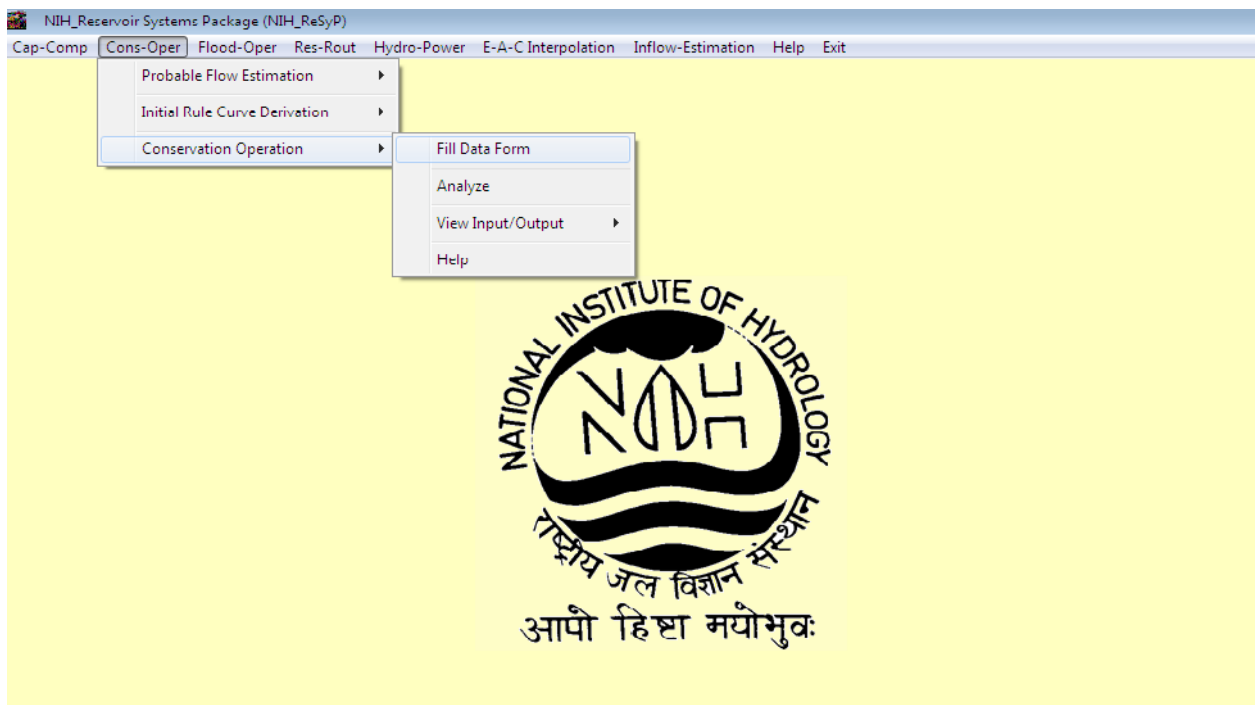 NIH_Reservoir Systems Package (NIH_ReSyP)
Cap-Comp Cons-Oper Flood-Oper Res-Rout Hydro-Power E-A-C Interpolation Inflow-Estimation Help Exit
Probable Flow Estimation
Initial Rule Curve Derivation
Conservation Operation
Fill Data Form
Analyze
View Input/Output
Help
NATIONAL INSTITUTE OF HYDROLOGY
NIH
राष्ट्रीय जल विज्ञान संस्थान
आपो हिष्टा मयोभुवः